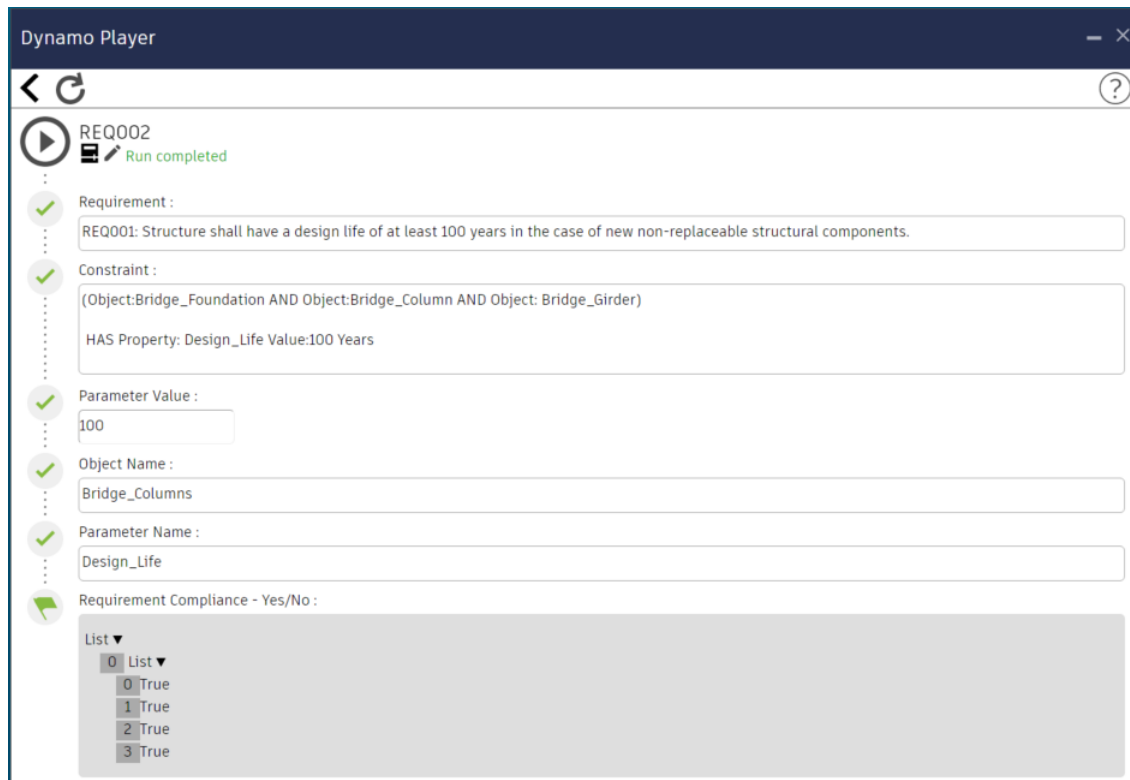 Dynamo Player
?
REQ002
Run completed
Requirement :
REQ001: Structure shall have a design life of at least 100 years in the case of new non-replaceable structural components.
Constraint :
(Object:Bridge_Foundation AND Object:Bridge_Column AND Object: Bridge_Girder)
HAS Property: Design_Life Value:100 Years
Parameter Value :
100
Object Name :
Bridge_Columns
Parameter Name :
Design_Life
Requirement Compliance - Yes/No :
List ▼
0 List ▼
0 True
1 True
2 True
3 True